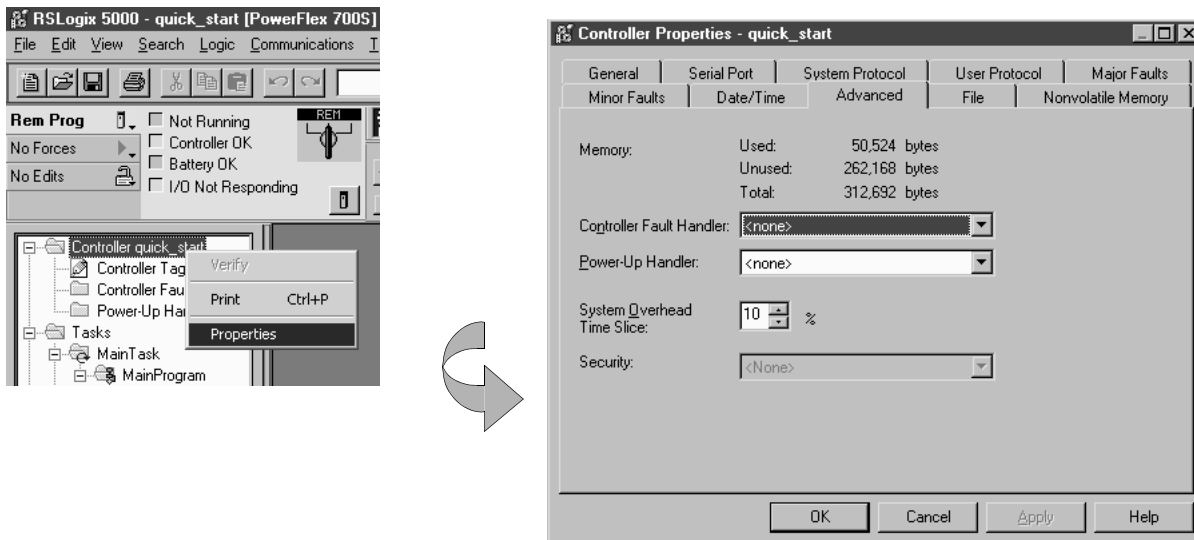 RSLogix 5000 - quick_start [PowerFlex 700S]
File Edit View Search Logic Communications T
Rem Prog
No Forces
No Edits
Not Running
Controller OK
Battery OK
I/O Not Responding
REM
Controller quick_start
Controller Tag
Controller Fau
Power-Up Ha
Tasks
MainTask
MainProgram
Verify
Print Ctrl+P
Properties
Controller Properties - quick_start
General Serial Port System Protocol User Protocol Major Faults
Minor Faults Date/Time Advanced File Nonvolatile Memory
Memory: Used: 50,524 bytes
Unused: 262,168 bytes
Total: 312,692 bytes
Controller Fault Handler: <none>
Power-Up Handler: <none>
System Overhead
Time Slice: 10 %
Security: <None>
OK Cancel Apply Help